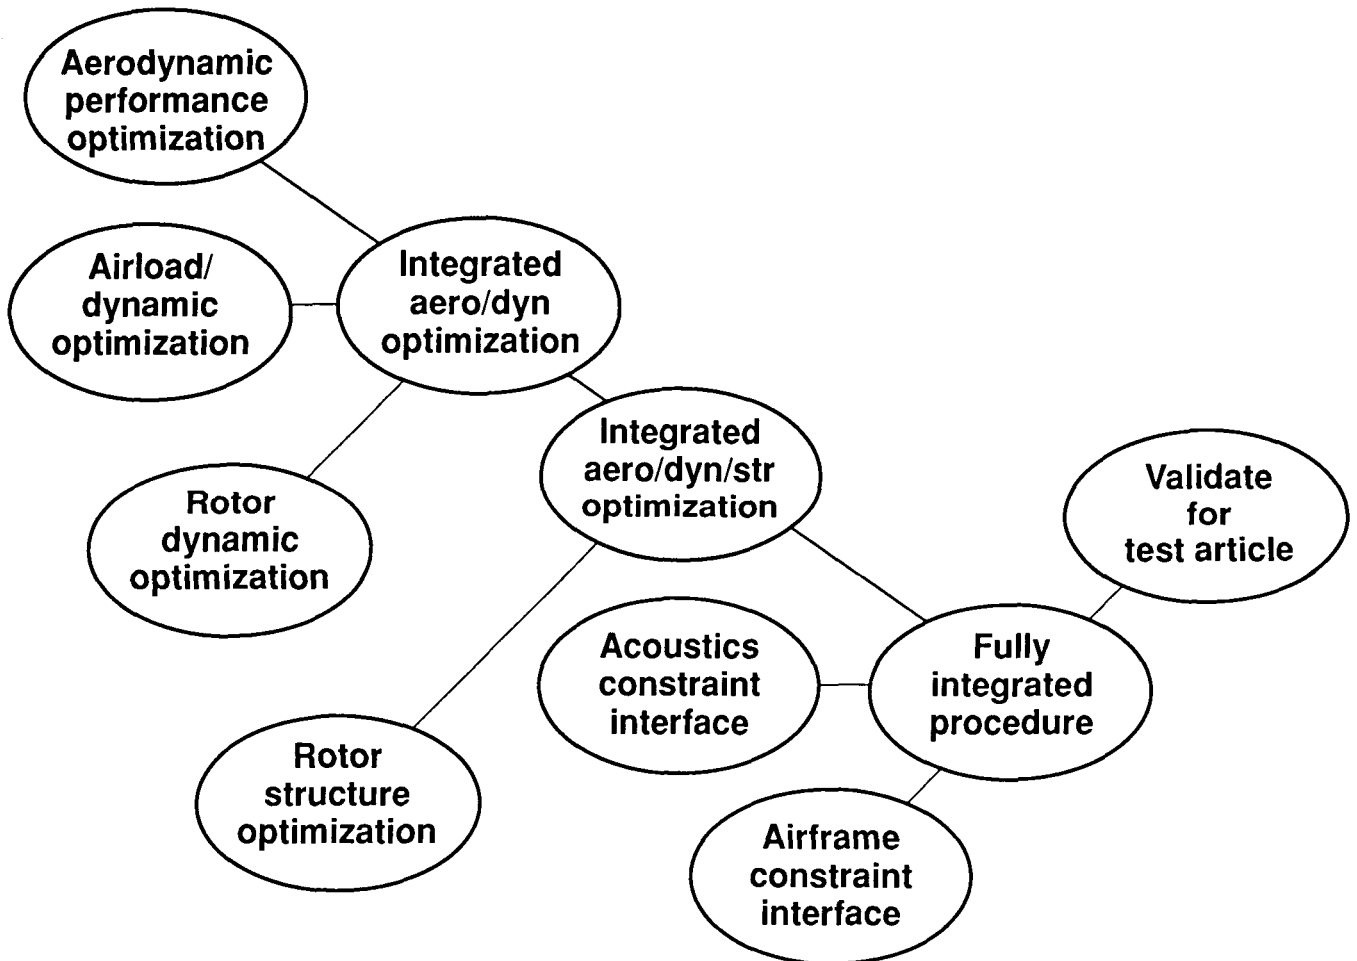 Aerodynamic
performance
optimization
Airload/
dynamic
optimization
Integrated
aero/dyn
optimization
Rotor
dynamic
optimization
Integrated
aero/dyn/str
optimization
Validate
for
test article
Acoustics
constraint
interface
Fully
integrated
procedure
Rotor
structure
optimization
Airframe
constraint
interface